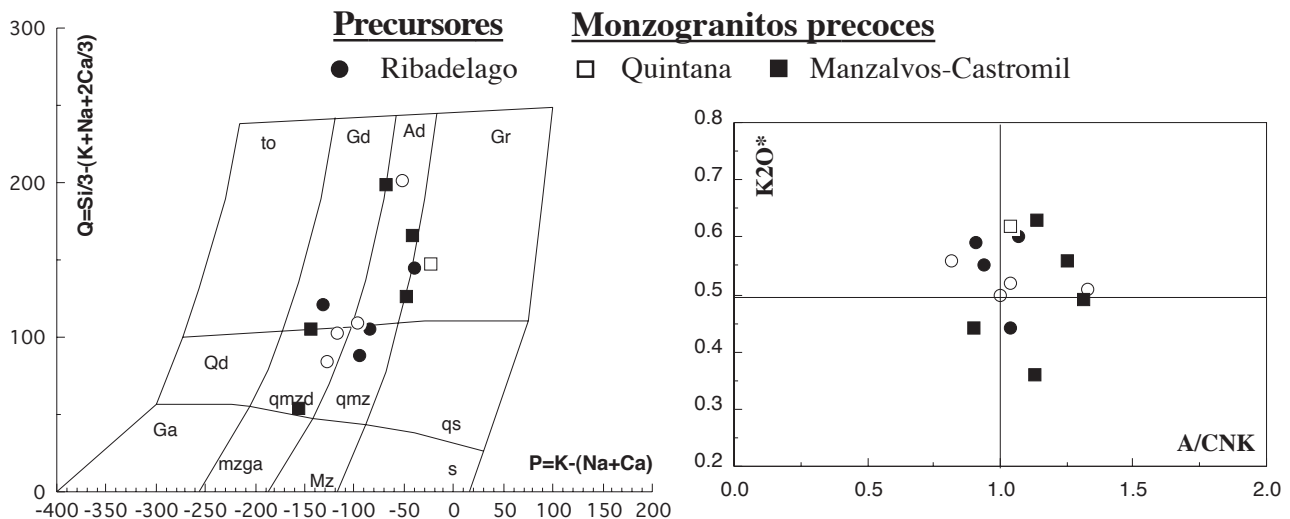 Precursores Monzogranitos precoces
Ribadelago Quintana Manzalvos-Castromil
300
200
100
0
Q=Si/3-(K+Na+2Ca/3)
to Gd Ad Gr
Qd qmzd qmz qs
Ga mzga Mz s
P=K-(Na+Ca)
-400 -350 -300 -250 -200 -150 -100 -50 0 50 100 150 200
0.8
0.7
0.6
0.5
0.4
0.3
0.2
K2O*
A/CNK
0.0 0.5 1.0 1.5 2.0